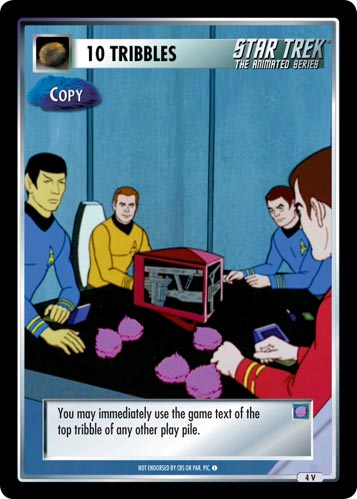 10 TRIBBLES
STAR TREK™
THE ANIMATED SERIES
COPY
You may immediately use the game text of the
top tribble of any other play pile.
NOT ENDORSED BY CBS OR PAR. PIC.
4 V